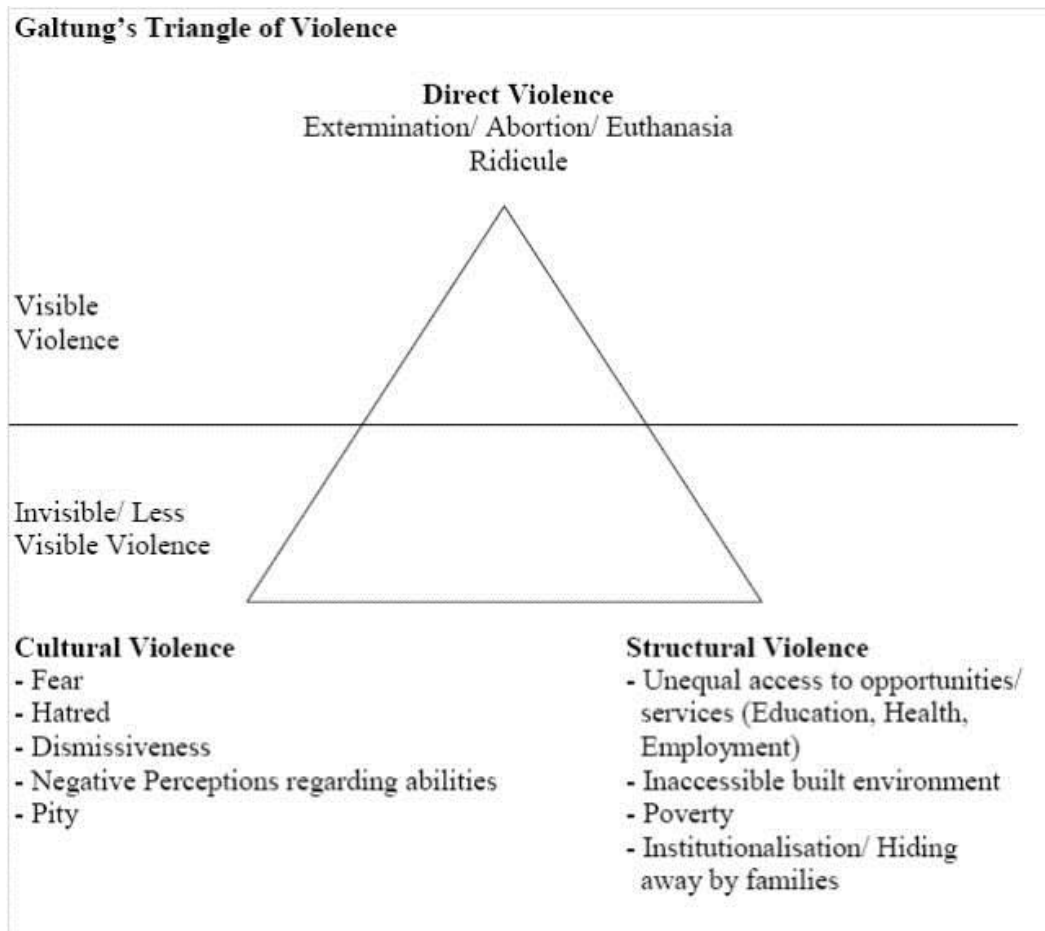 Galtung's Triangle of Violence
Direct Violence
Extermination/ Abortion/ Euthanasia
Ridicule
Visible
Violence
Invisible/ Less
Visible Violence
Cultural Violence
- Fear
- Hatred
- Dismissiveness
- Negative Perceptions regarding abilities
- Pity
Structural Violence
- Unequal access to opportunities/
services (Education, Health,
Employment)
- Inaccessible built environment
- Poverty
- Institutionalisation/ Hiding
away by families